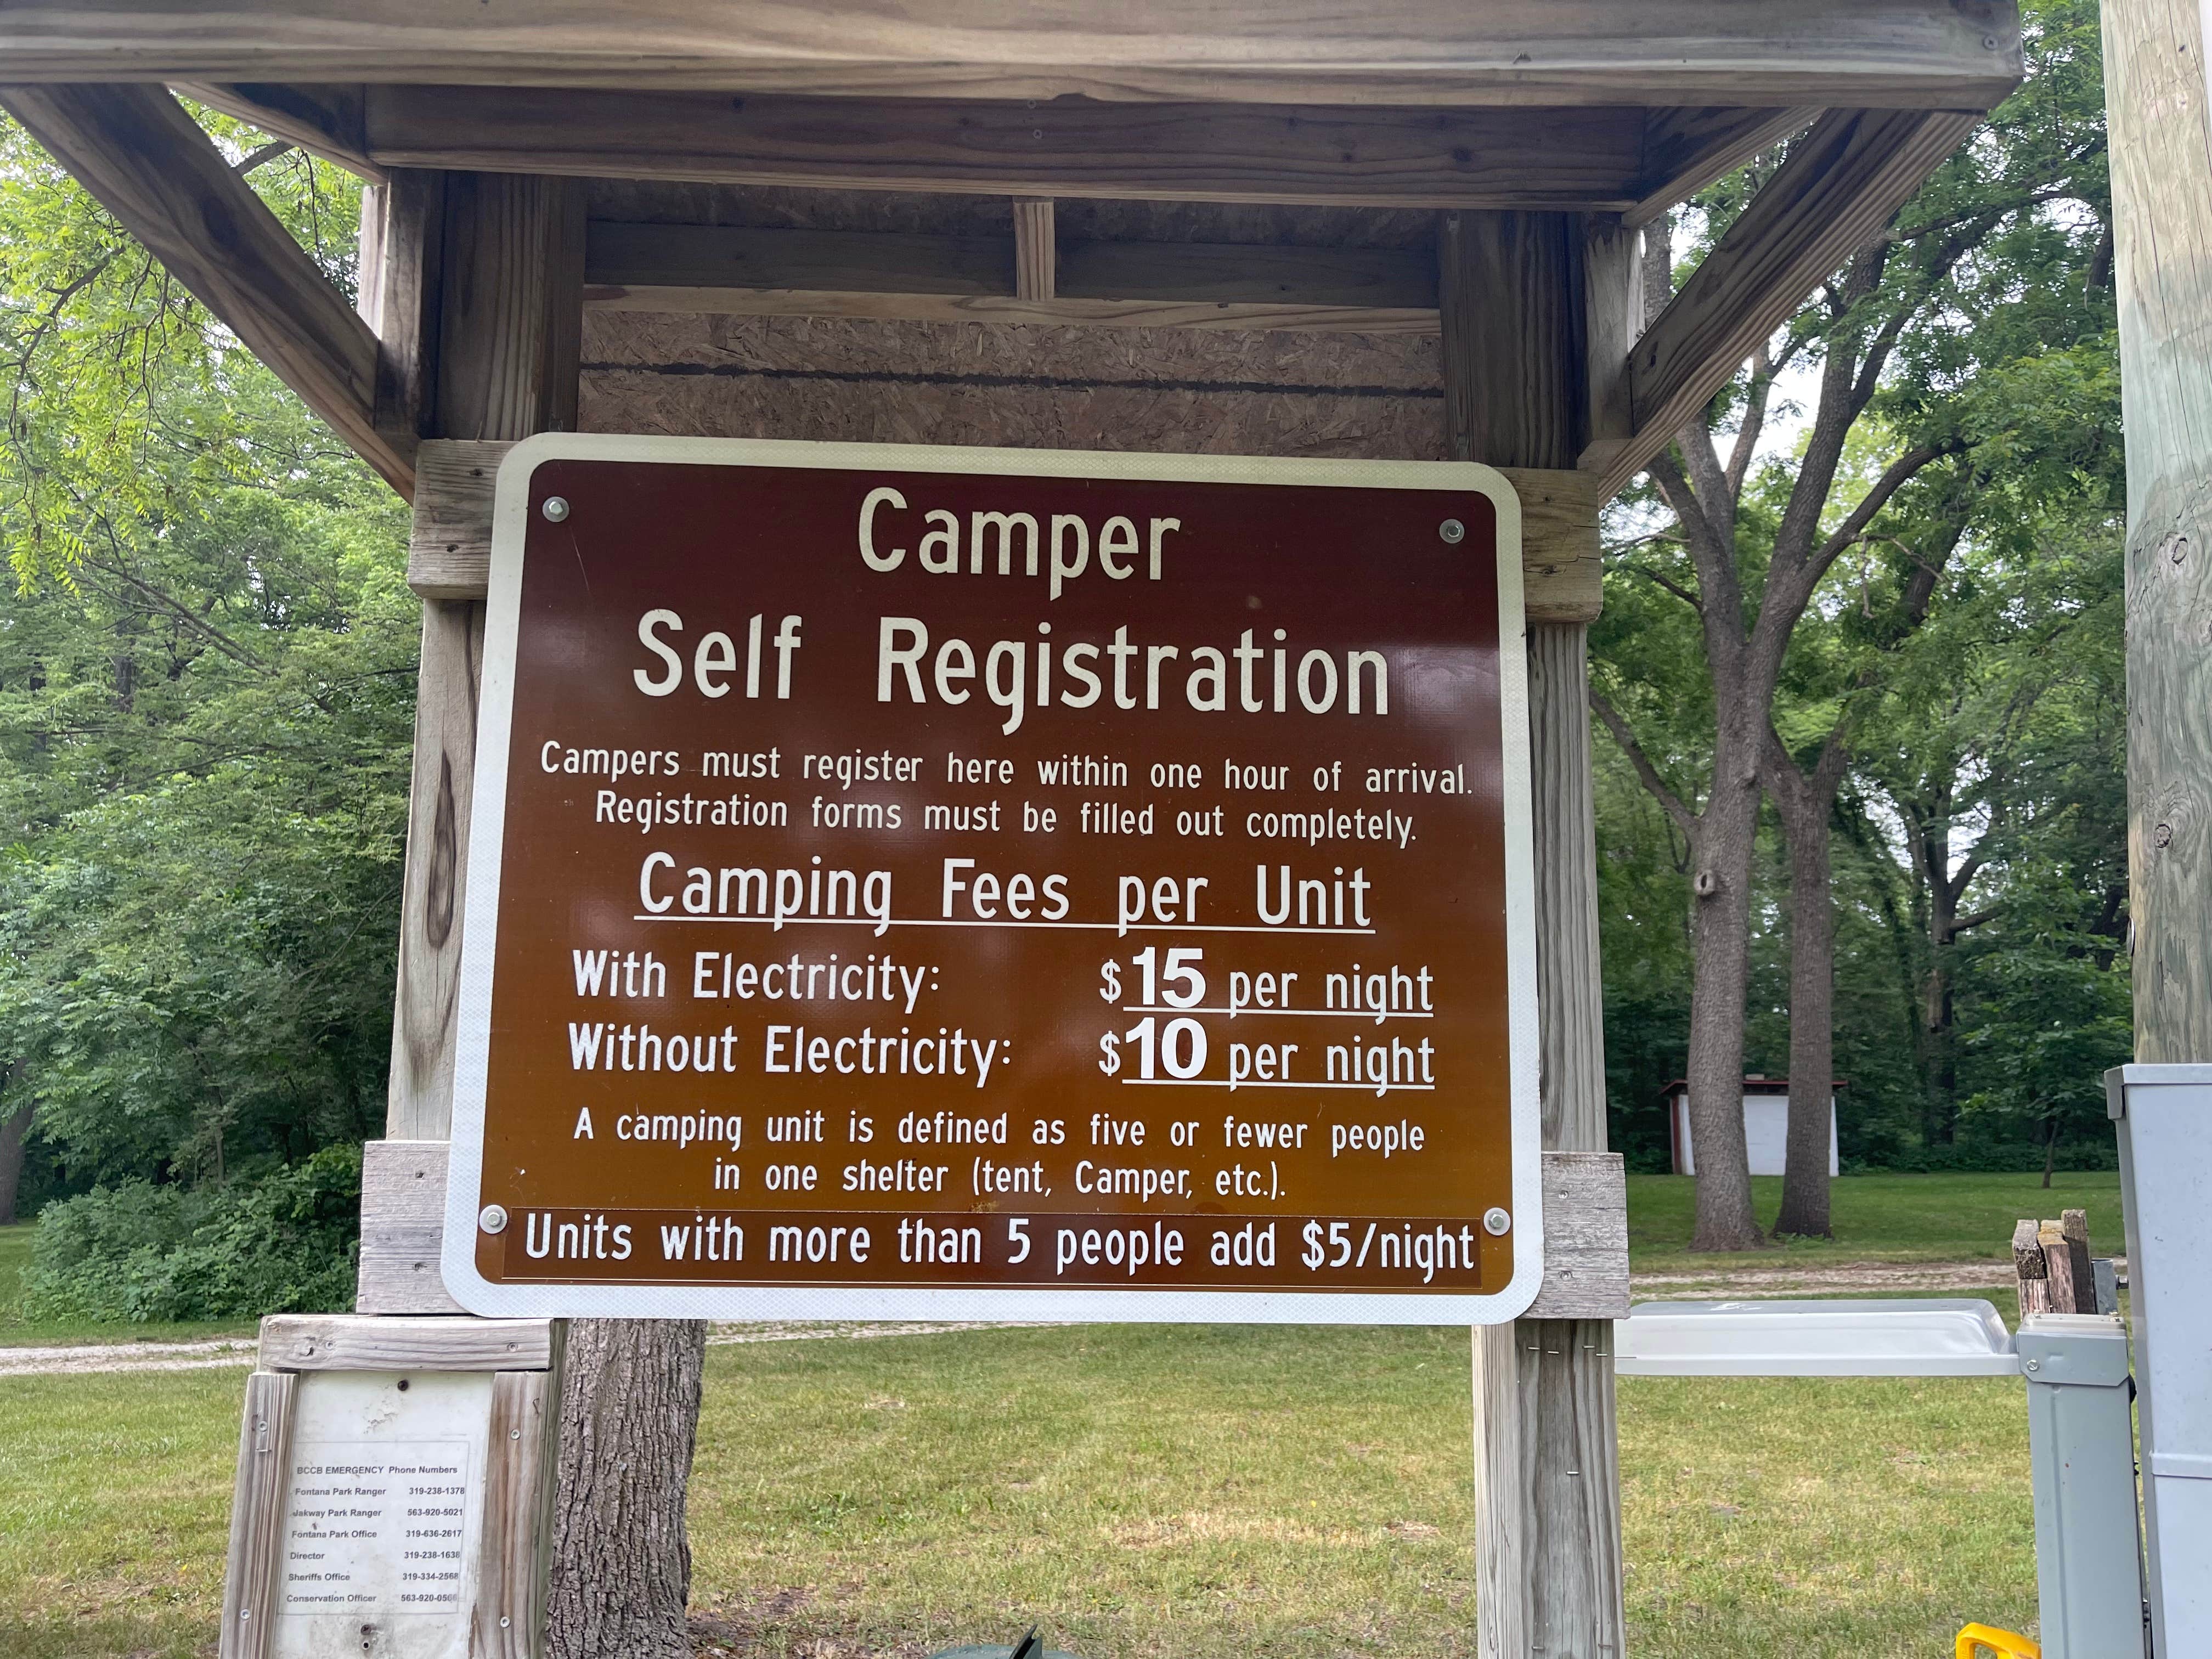 Camper
Self Registration
Campers must register here within one hour of arrival.
Registration forms must be filled out completely.
Camping Fees per Unit
With Electricity: $15 per night
Without Electricity: $10 per night
A camping unit is defined as five or fewer people
in one shelter (tent, Camper, etc.).
Units with more than 5 people add $5/night
BCCB EMERGENCY Phone Numbers
Fontana Park Ranger 319-238-1378
Jakway Park Ranger 563-920-5021
Fontana Park Office 319-636-2617
Director 319-238-1638
Sheriffs Office 319-334-2568
Conservation Officer